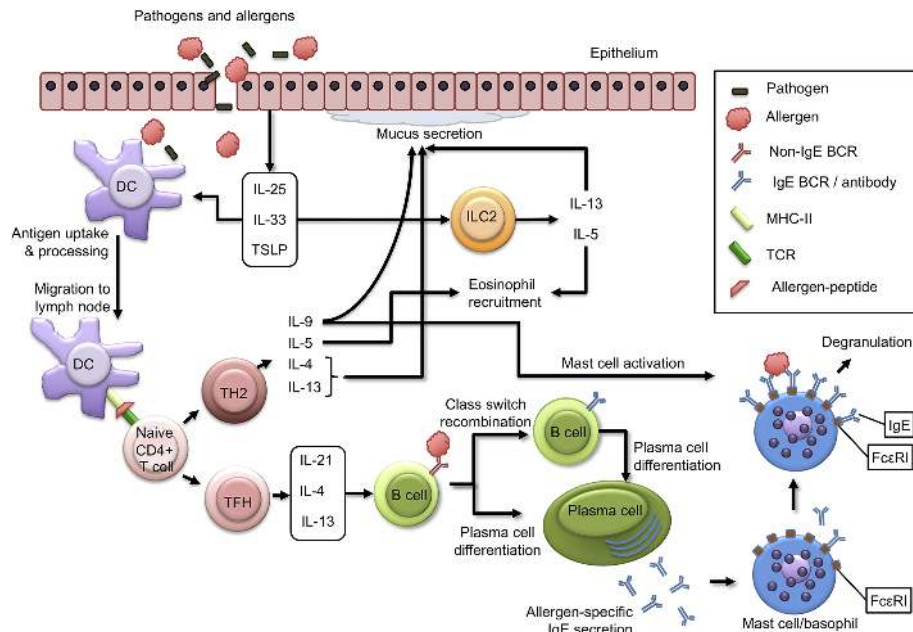 Pathogens and allergens
Epithelium
Mucus secretion
DC
IL-25
IL-33
TSLP
ILC2
IL-13
IL-5
Antigen uptake
& processing
Migration to
lymph node
Eosinophil
recruitment
DC
IL-9
IL-5
IL-4
IL-13
TH2
Mast cell activation
Naive
CD4+
T cell
TFH
IL-21
IL-4
IL-13
B cell
Class switch
recombination
B cell
Plasma cell
differentiation
Plasma cell
differentiation
Plasma cell
Allergen-specific
IgE secretion
Degranulation
IgE
FcεRI
FcεRI
Mast cell/basophil
Pathogen
Allergen
Non-IgE BCR
IgE BCR / antibody
MHC-II
TCR
Allergen-peptide